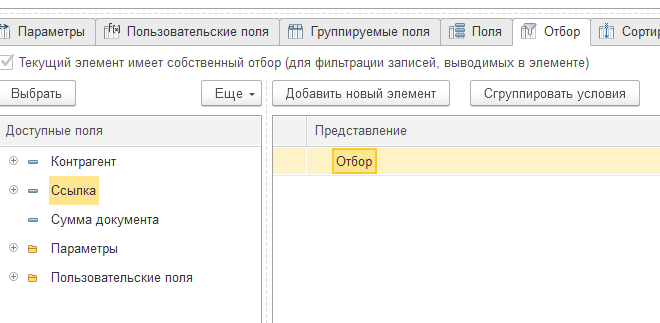 Параметры Пользовательские поля Группируемые поля Поля Отбор Сортир
Текущий элемент имеет собственный отбор (для фильтрации записей, выводимых в элементе)
Выбрать Еще Добавить новый элемент Сгруппировать условия
Доступные поля Представление
Контрагент Отбор
Ссылка
Сумма документа
Параметры
Пользовательские поля